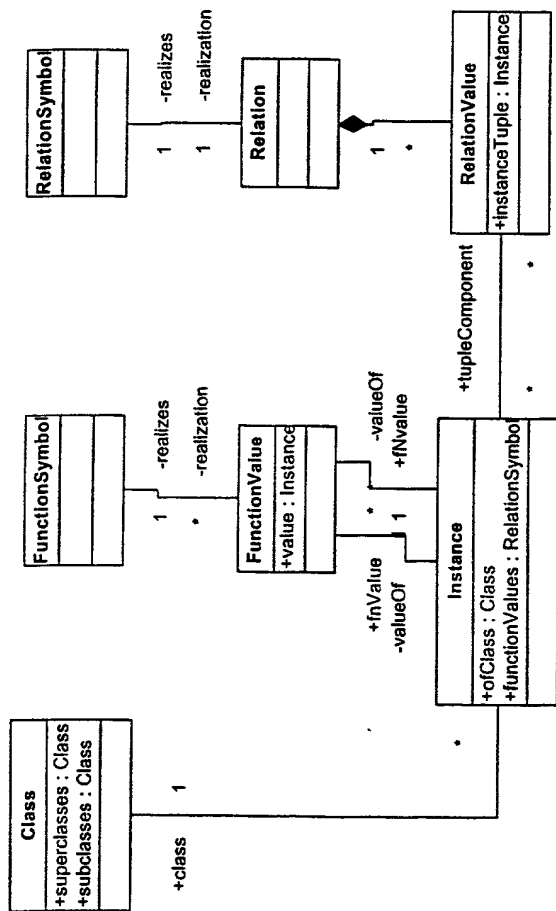 Class
+superclasses : Class
+subclasses : Class
+class
1
*
FunctionSymbol
-realizes
1
-realization
*
FunctionValue
+value : Instance
+fnValue
-valueOf
-valueOf
*
+fNvalue
1
Instance
+ofClass : Class
+functionValues : RelationSymbol
RelationSymbol
-realizes
1
-realization
1
Relation
1
*
RelationValue
+instanceTuple : Instance
+tupleComponent
*
*